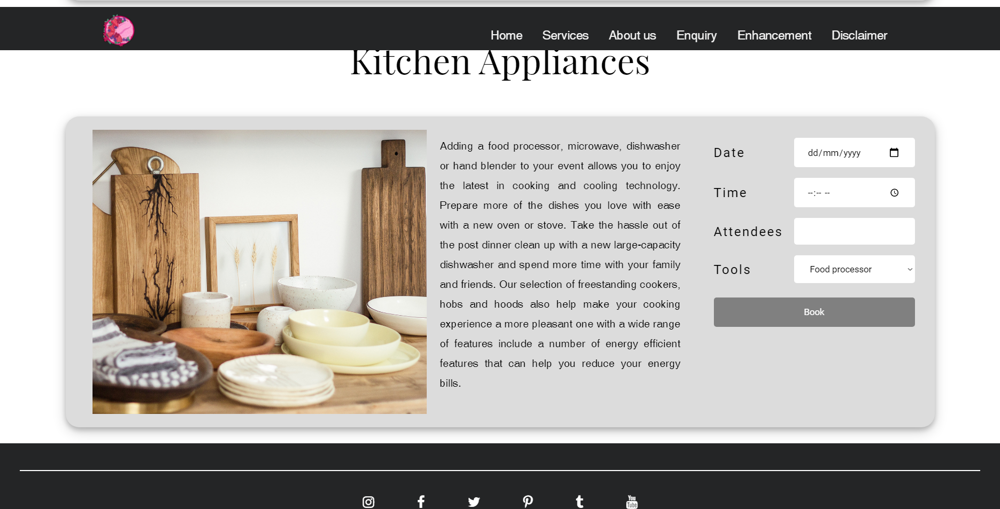 Home Services About us Enquiry Enhancement Disclaimer
Kitchen Appliances
Adding a food processor, microwave, dishwasher
or hand blender to your event allows you to enjoy
the latest in cooking and cooling technology.
Prepare more of the dishes you love with ease
with a new oven or stove. Take the hassle out of
the post dinner clean up with a new large-capacity
dishwasher and spend more time with your family
and friends. Our selection of freestanding cookers,
hobs and hoods also help make your cooking
experience a more pleasant one with a wide range
of features include a number of energy efficient
features that can help you reduce your energy
bills.
Date dd/mm/yyyy
Time --:-- --
Attendees
Tools Food processor
Book
You
Tube